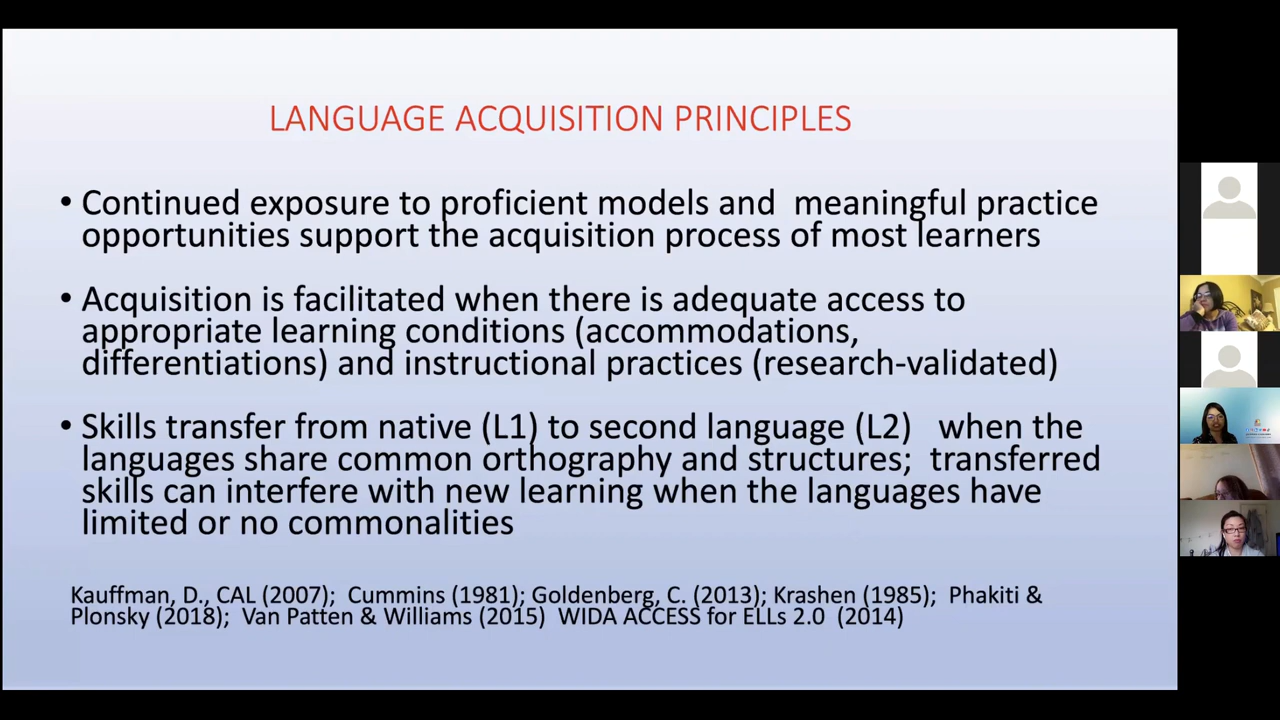 LANGUAGE ACQUISITION PRINCIPLES
• Continued exposure to proficient models and meaningful practice
opportunities support the acquisition process of most learners
• Acquisition is facilitated when there is adequate access to
appropriate learning conditions (accommodations,
differentiations) and instructional practices (research-validated)
• Skills transfer from native (L1) to second language (L2) when the
languages share common orthography and structures; transferred
skills can interfere with new learning when the languages have
limited or no commonalities
Kauffman, D., CAL (2007); Cummins (1981); Goldenberg, C. (2013); Krashen (1985); Phakiti &
Plonsky (2018); Van Patten & Williams (2015) WIDA ACCESS for ELLs 2.0 (2014)